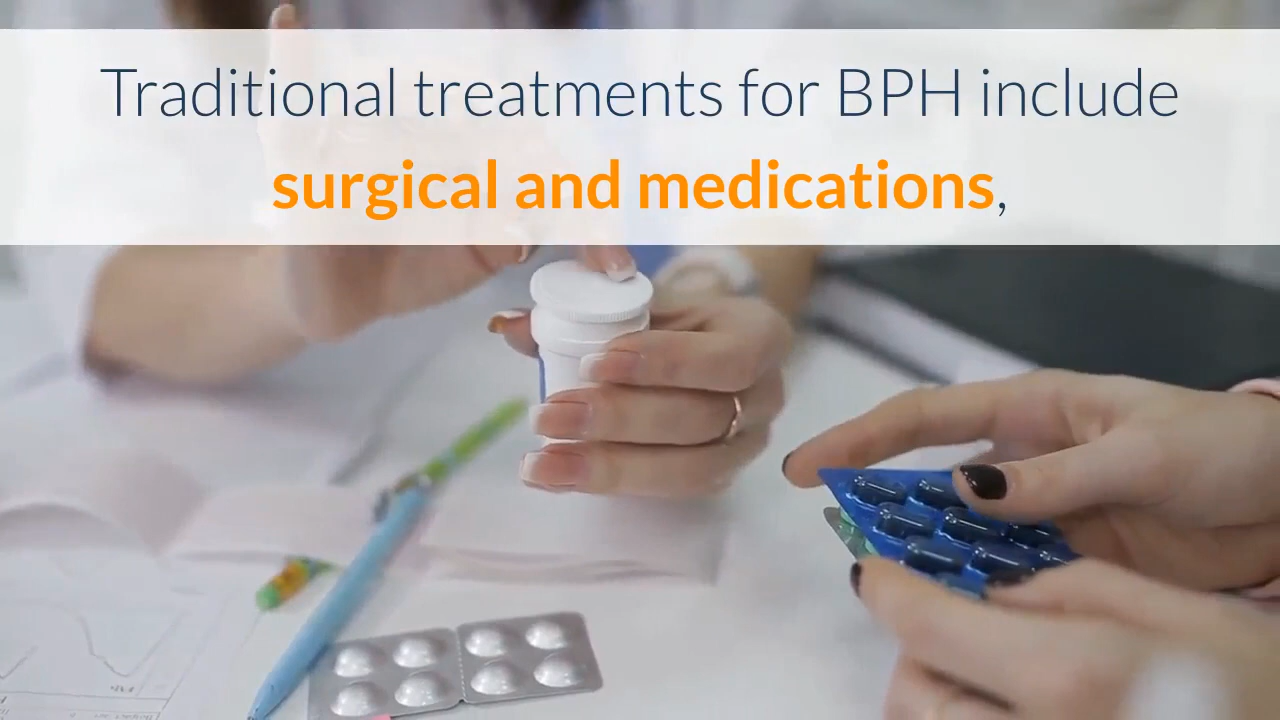 Traditional treatments for BPH include
surgical and medications,